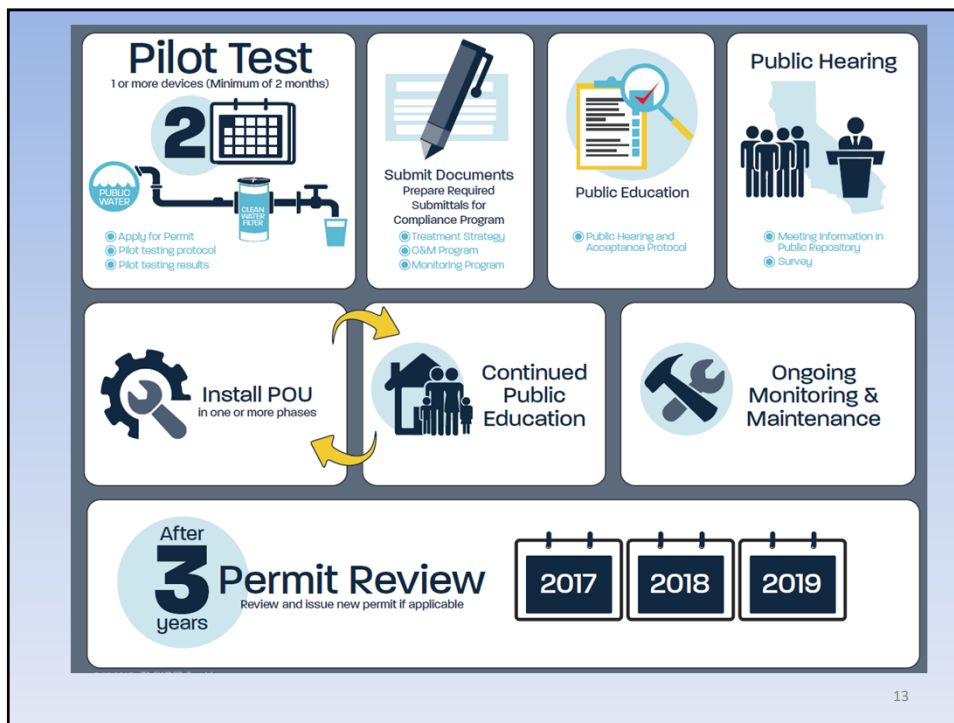 Pilot Test
1 or more devices (Minimum of 2 months)
2
PUBLIC
WATER
CLEAN
WATER
FILTER
Apply for Permit
Pilot testing protocol
Pilot testing results
Submit Documents
Prepare Required
Submittals for
Compliance Program
Treatment Strategy
O&M Program
Monitoring Program
Public Education
Public Hearing and
Acceptance Protocol
Public Hearing
Meeting Information in
Public Repository
Survey
Install POU
in one or more phases
Continued
Public
Education
Ongoing
Monitoring &
Maintenance
After
3
years
Permit Review
Review and issue new permit if applicable
2017
2018
2019
13